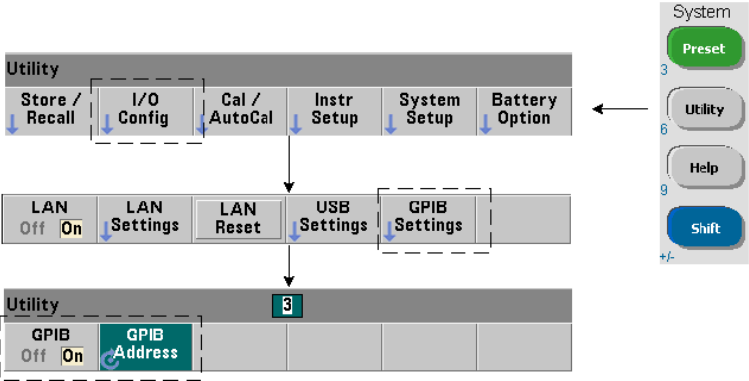 System
Preset
3
Utility
Store / Recall
I/O Config
Cal / AutoCal
Instr Setup
System Setup
Battery Option
Utility
6
Help
9
LAN
Off On
LAN Settings
LAN Reset
USB Settings
GPIB Settings
Shift
+/-
Utility
3
GPIB
Off On
GPIB Address